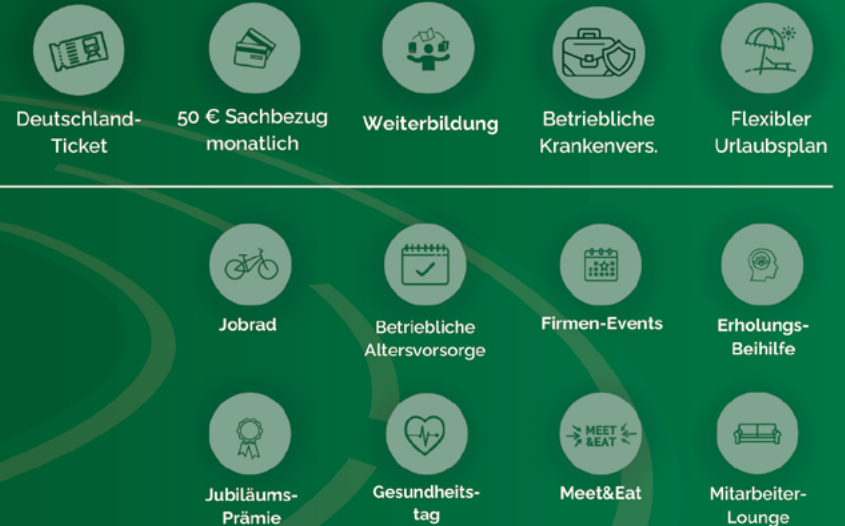 Deutschland-
Ticket
50 € Sachbezug
monatlich
Weiterbildung
Betriebliche
Krankenvers.
Flexibler
Urlaubsplan
Jobrad
Betriebliche
Altersvorsorge
Firmen-Events
Erholungs-
Beihilfe
Jubiläums-
Prämie
Gesundheits-
tag
MEET
&EAT
Meet&Eat
Mitarbeiter-
Lounge